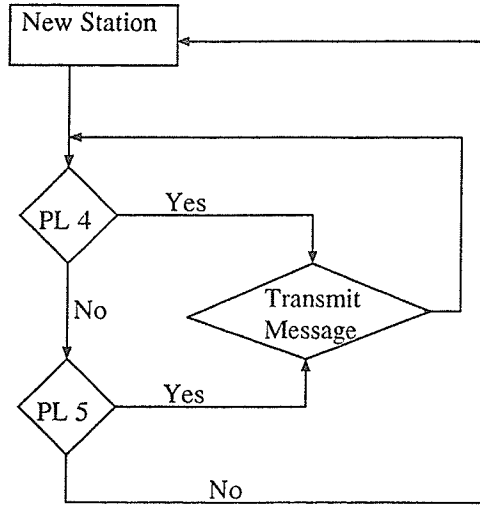 New Station
PL 4
Yes
Transmit
Message
No
PL 5
Yes
No